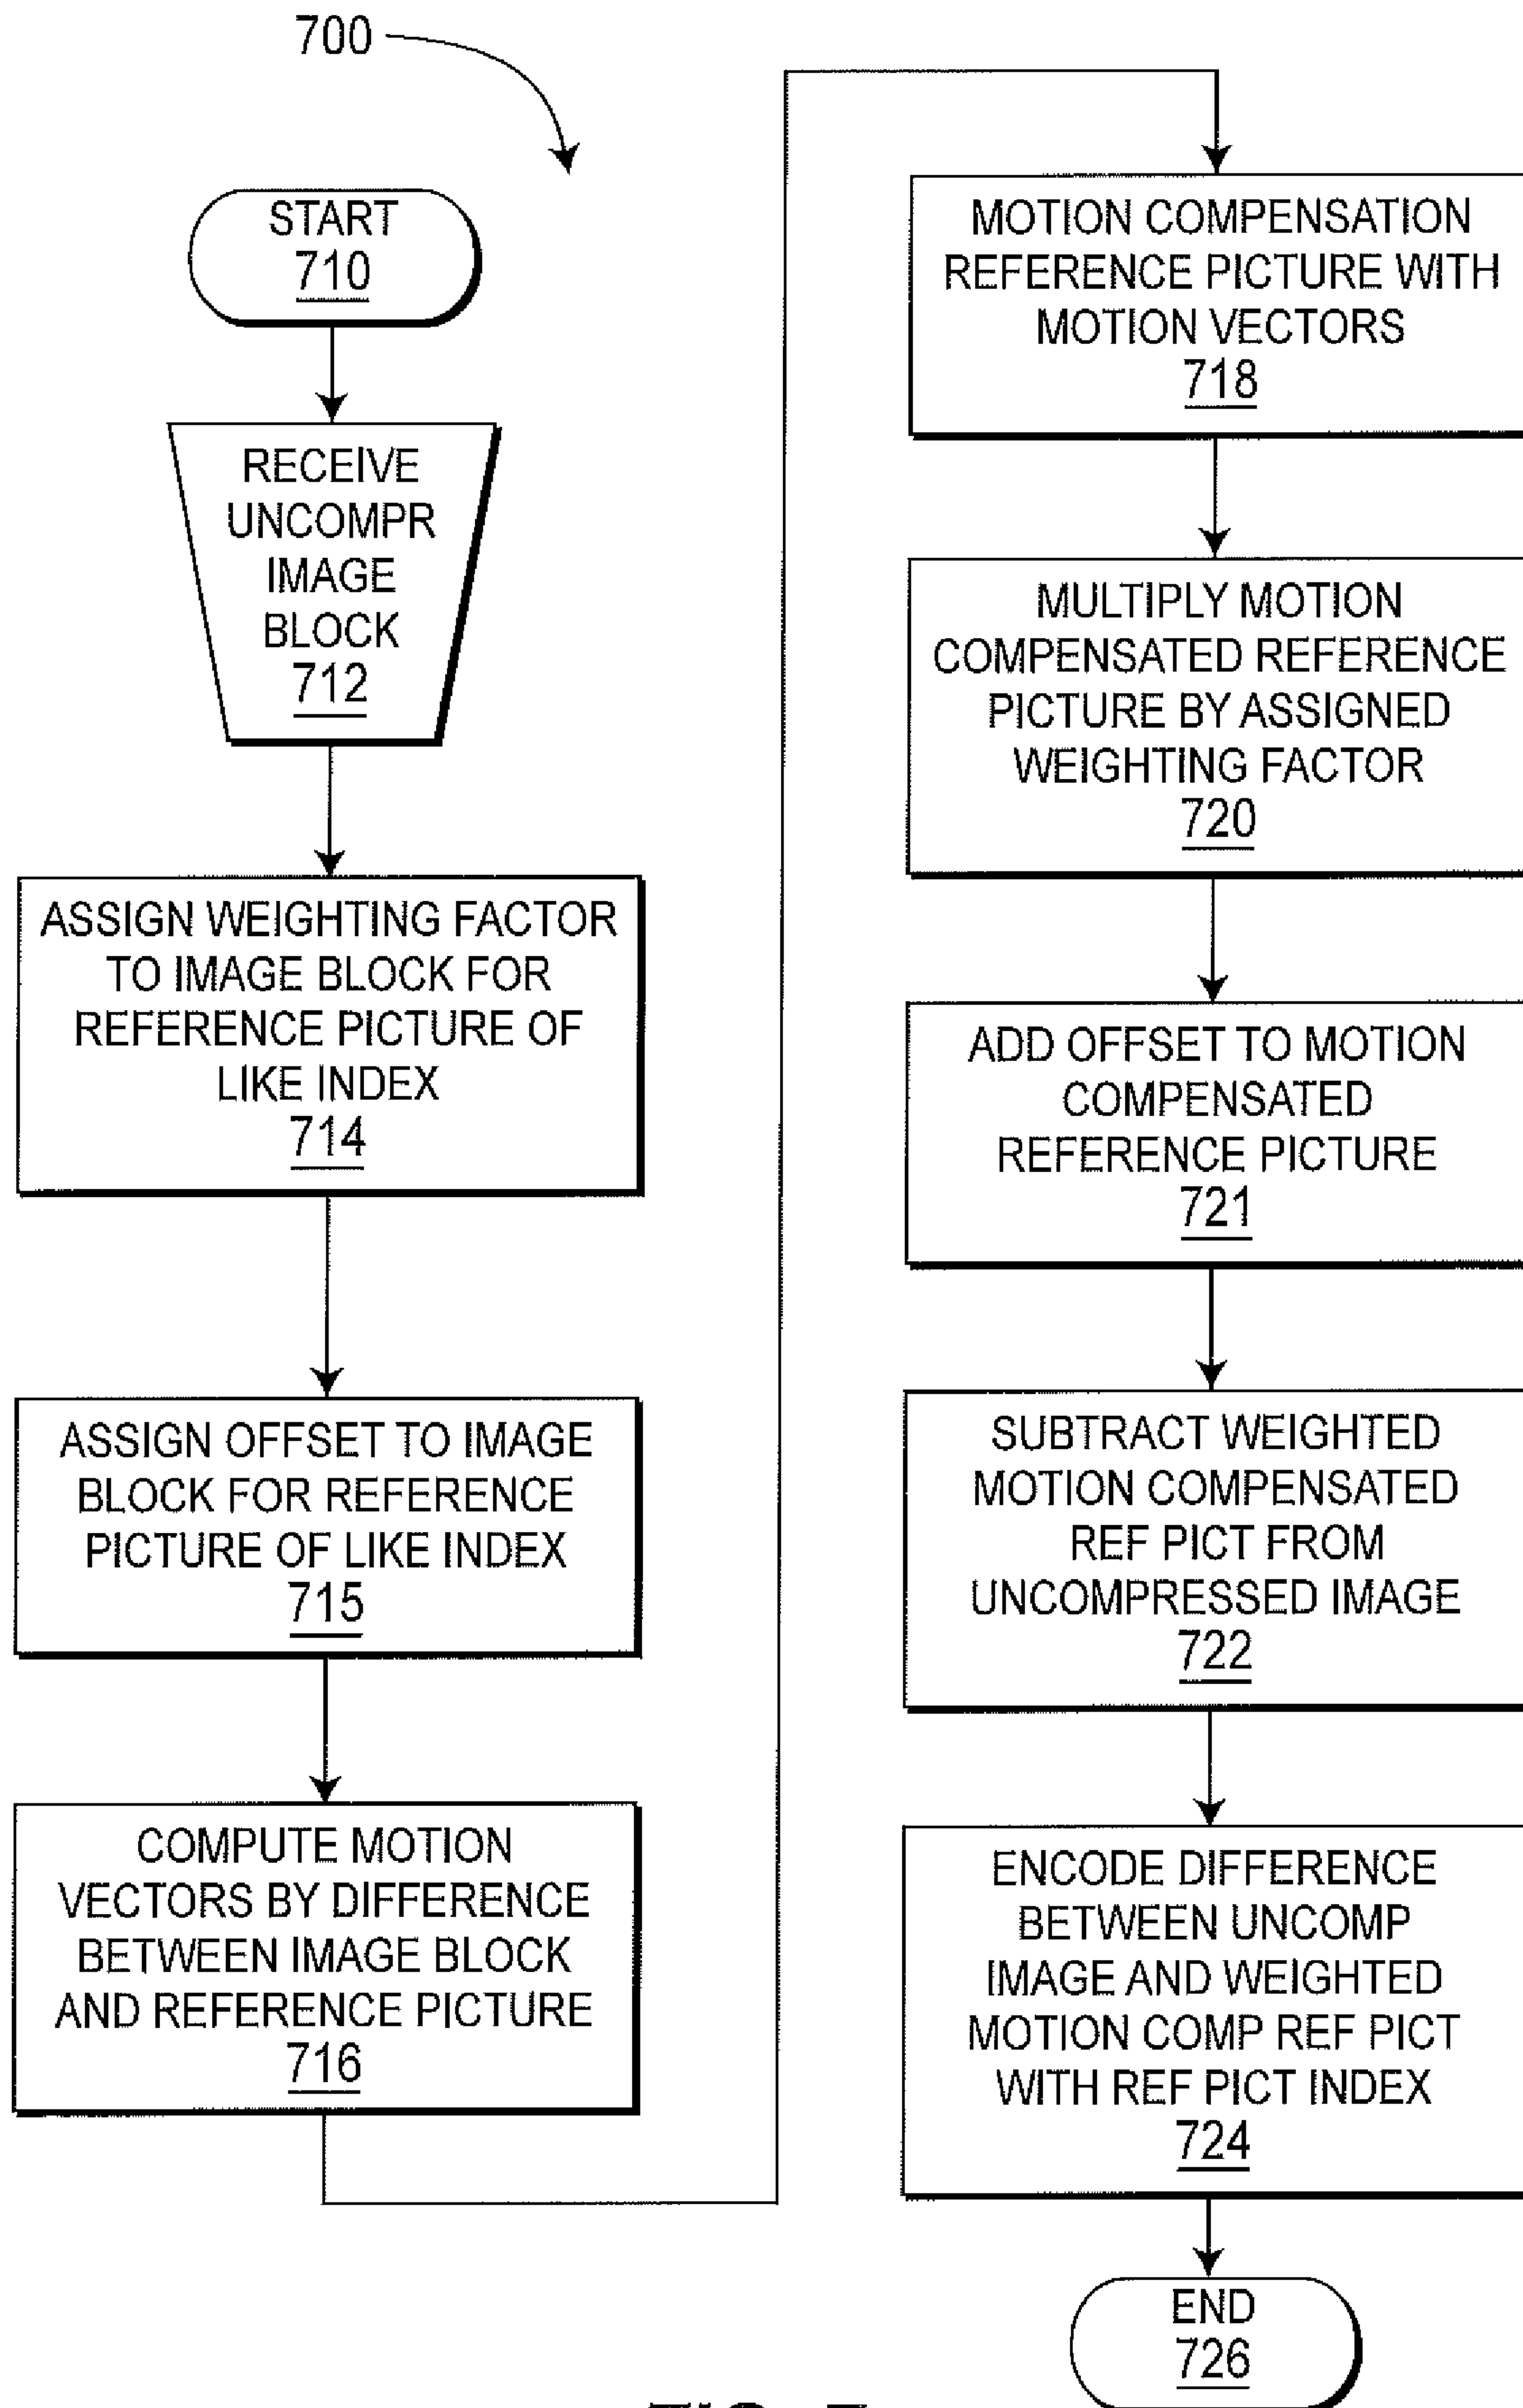 700
START
710
RECEIVE
UNCOMPR
IMAGE
BLOCK
712
ASSIGN WEIGHTING FACTOR
TO IMAGE BLOCK FOR
REFERENCE PICTURE OF
LIKE INDEX
714
ASSIGN OFFSET TO IMAGE
BLOCK FOR REFERENCE
PICTURE OF LIKE INDEX
715
COMPUTE MOTION
VECTORS BY DIFFERENCE
BETWEEN IMAGE BLOCK
AND REFERENCE PICTURE
716
MOTION COMPENSATION
REFERENCE PICTURE WITH
MOTION VECTORS
718
MULTIPLY MOTION
COMPENSATED REFERENCE
PICTURE BY ASSIGNED
WEIGHTING FACTOR
720
ADD OFFSET TO MOTION
COMPENSATED
REFERENCE PICTURE
721
SUBTRACT WEIGHTED
MOTION COMPENSATED
REF PICT FROM
UNCOMPRESSED IMAGE
722
ENCODE DIFFERENCE
BETWEEN UNCOMP
IMAGE AND WEIGHTED
MOTION COMP REF PICT
WITH REF PICT INDEX
724
END
726